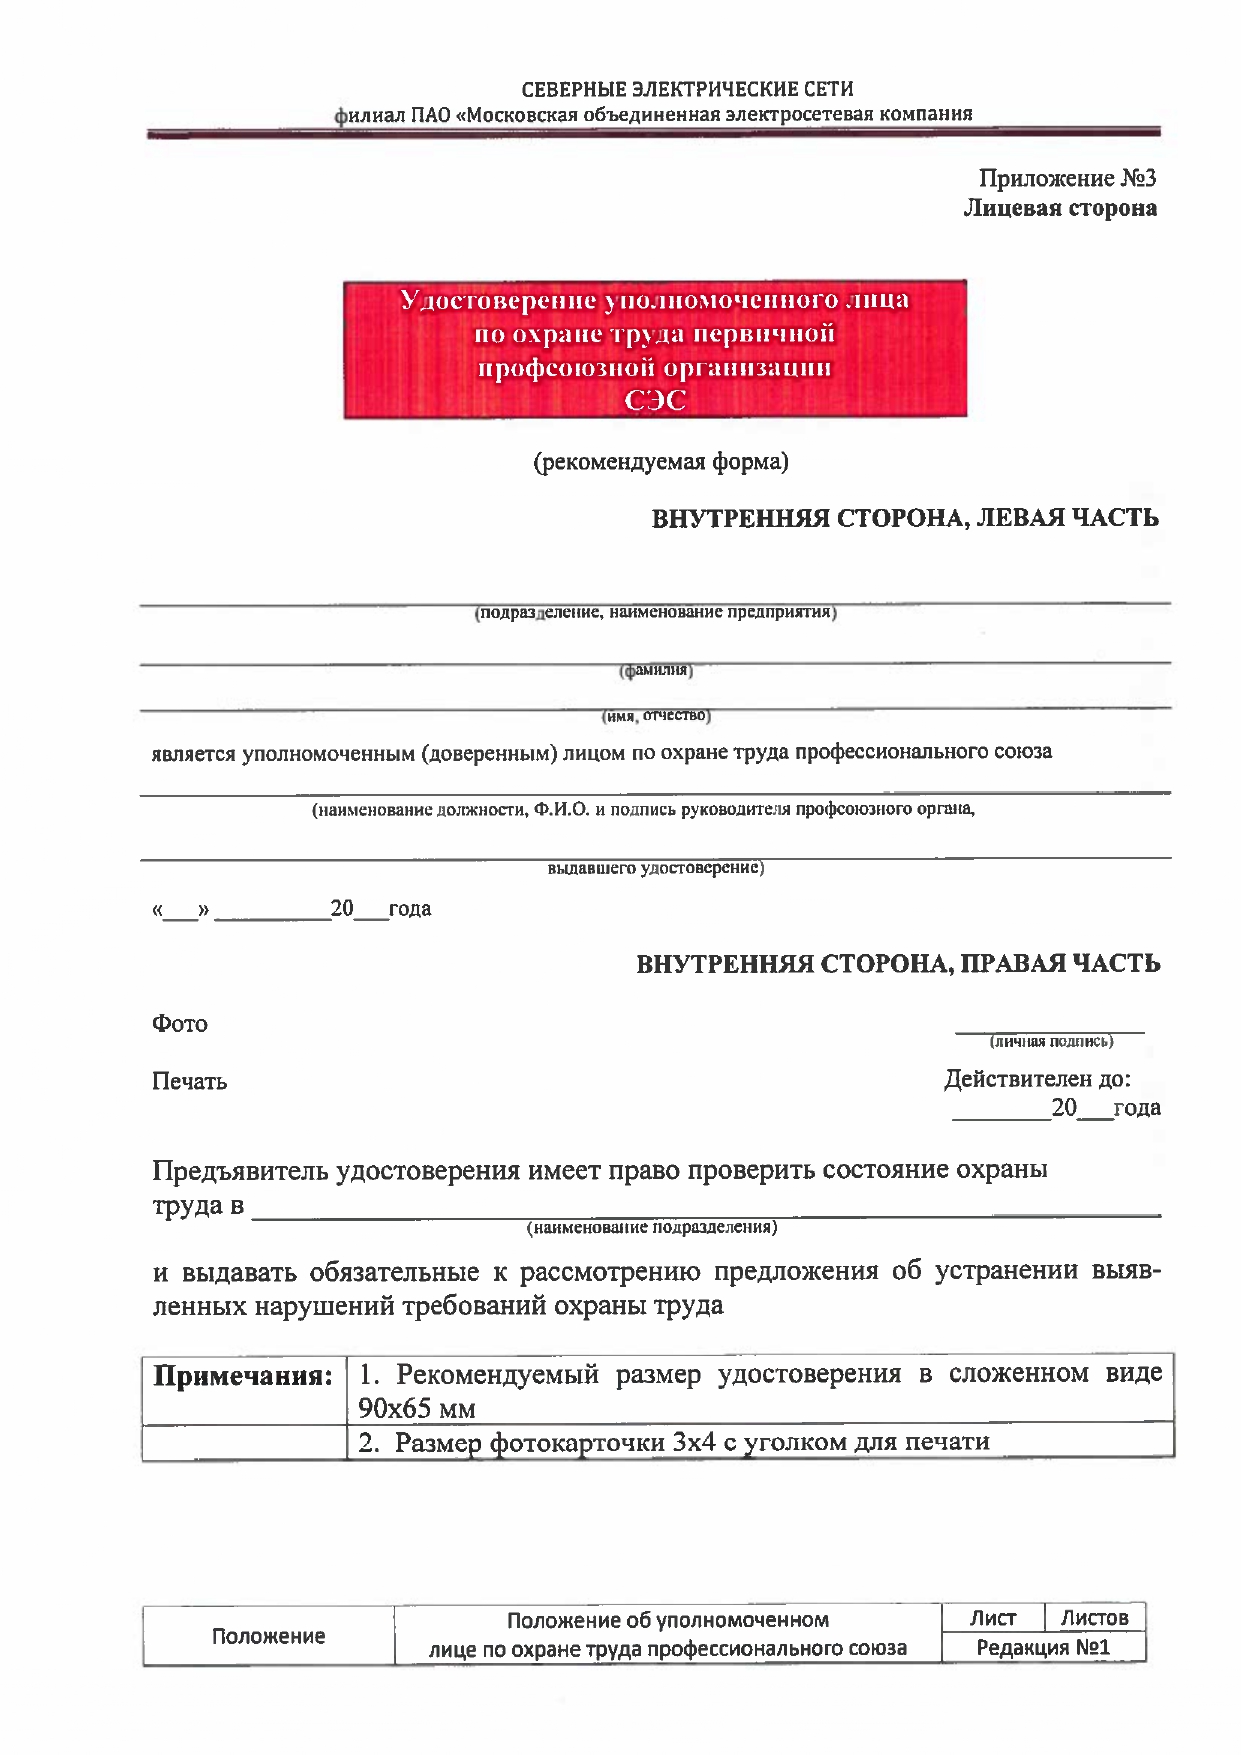 СЕВЕРНЫЕ ЭЛЕКТРИЧЕСКИЕ СЕТИ
филиал ПАО «Московская объединенная электросетевая компания
Приложение №3
Лицевая сторона
Удостоверение уполномоченного лица
по охране труда первичной
профсоюзной организации
СЭС
(рекомендуемая форма)
ВНУТРЕННЯЯ СТОРОНА, ЛЕВАЯ ЧАСТЬ
(подразделение, наименование предприятия)
(фамилия)
(имя, отчество)
является уполномоченным (доверенным) лицом по охране труда профессионального союза
(наименование должности, Ф.И.О. и подпись руководителя профсоюзного органа,
выдавшего удостоверение)
«___» __________20___года
ВНУТРЕННЯЯ СТОРОНА, ПРАВАЯ ЧАСТЬ
Фото
(личная подпись)
Печать Действителен до:
________20___года
Предъявитель удостоверения имеет право проверить состояние охраны
труда в
(наименование подразделения)
и выдавать обязательные к рассмотрению предложения об устранении выяв-
ленных нарушений требований охраны труда
Примечания: 1. Рекомендуемый размер удостоверения в сложенном виде
90х65 мм
2. Размер фотокарточки 3х4 с уголком для печати
Положение
Положение об уполномоченном
лице по охране труда профессионального союза
Лист Листов
Редакция №1